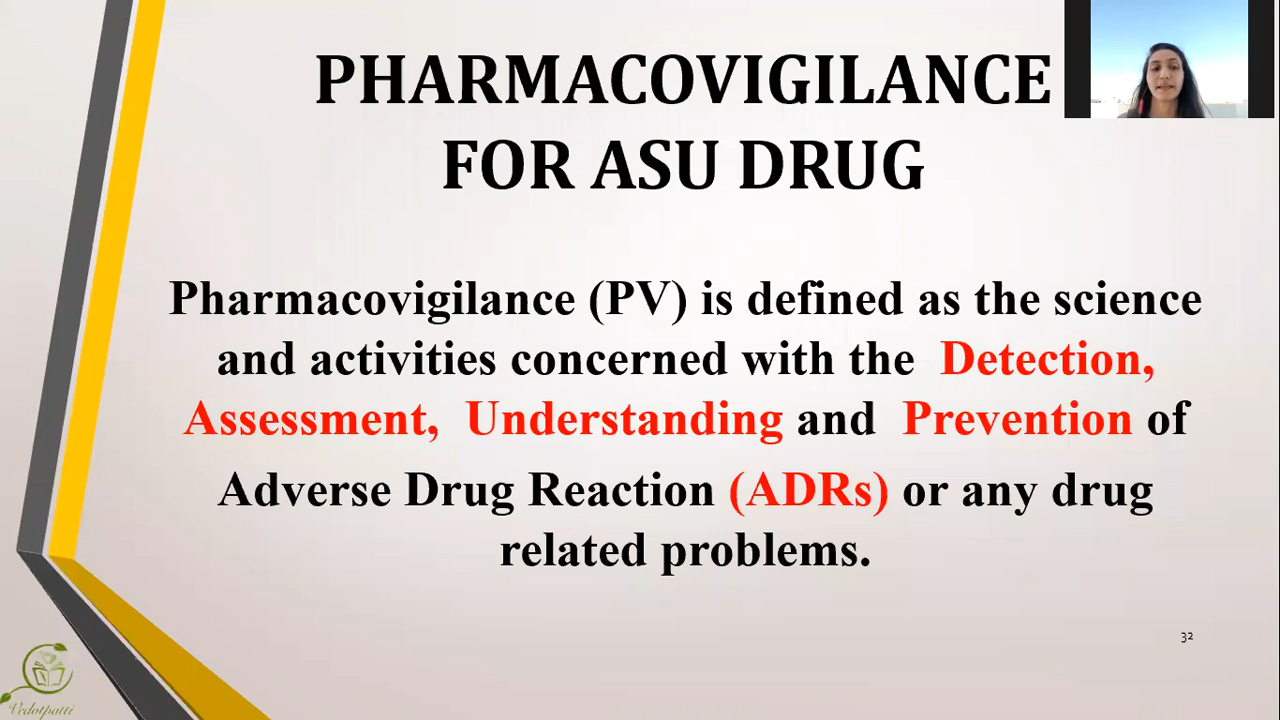 PHARMACOVIGILANCE
FOR ASU DRUG
Pharmacovigilance (PV) is defined as the science
and activities concerned with the Detection,
Assessment, Understanding and Prevention of
Adverse Drug Reaction (ADRs) or any drug
related problems.
32
Vedotpatti